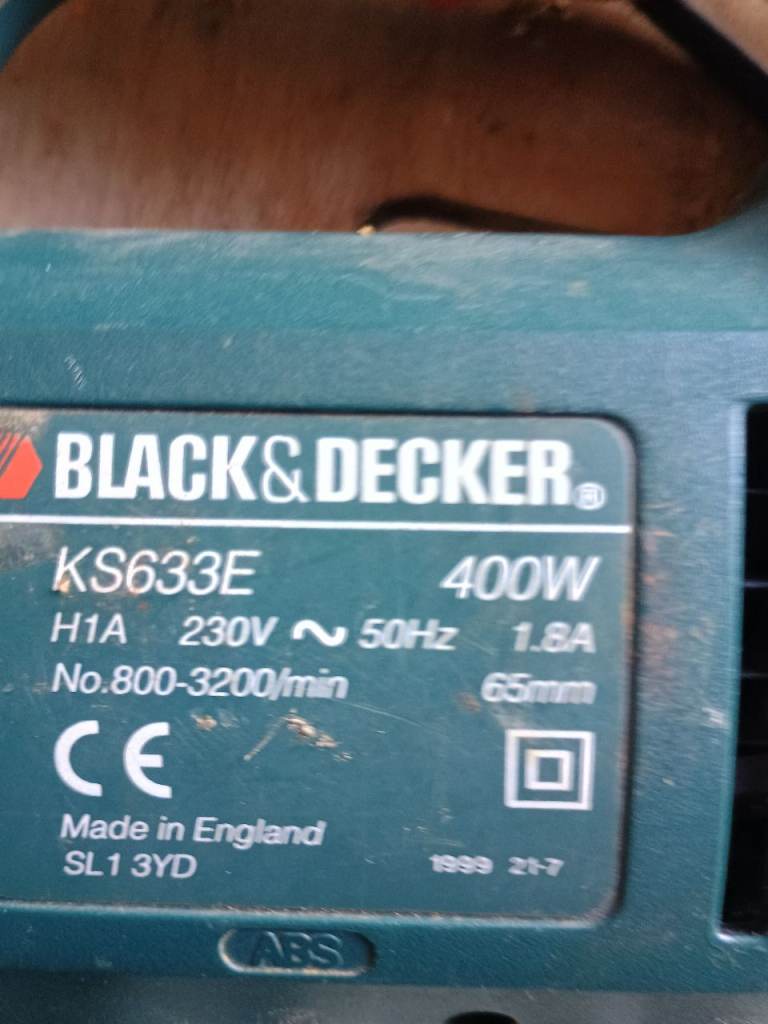 BLACK&DECKER®
KS633E 400W
H1A 230V ~ 50Hz 1.8A
No.800-3200/min 65mm
CE
Made in England
SL1 3YD 1999 21-7
ABS